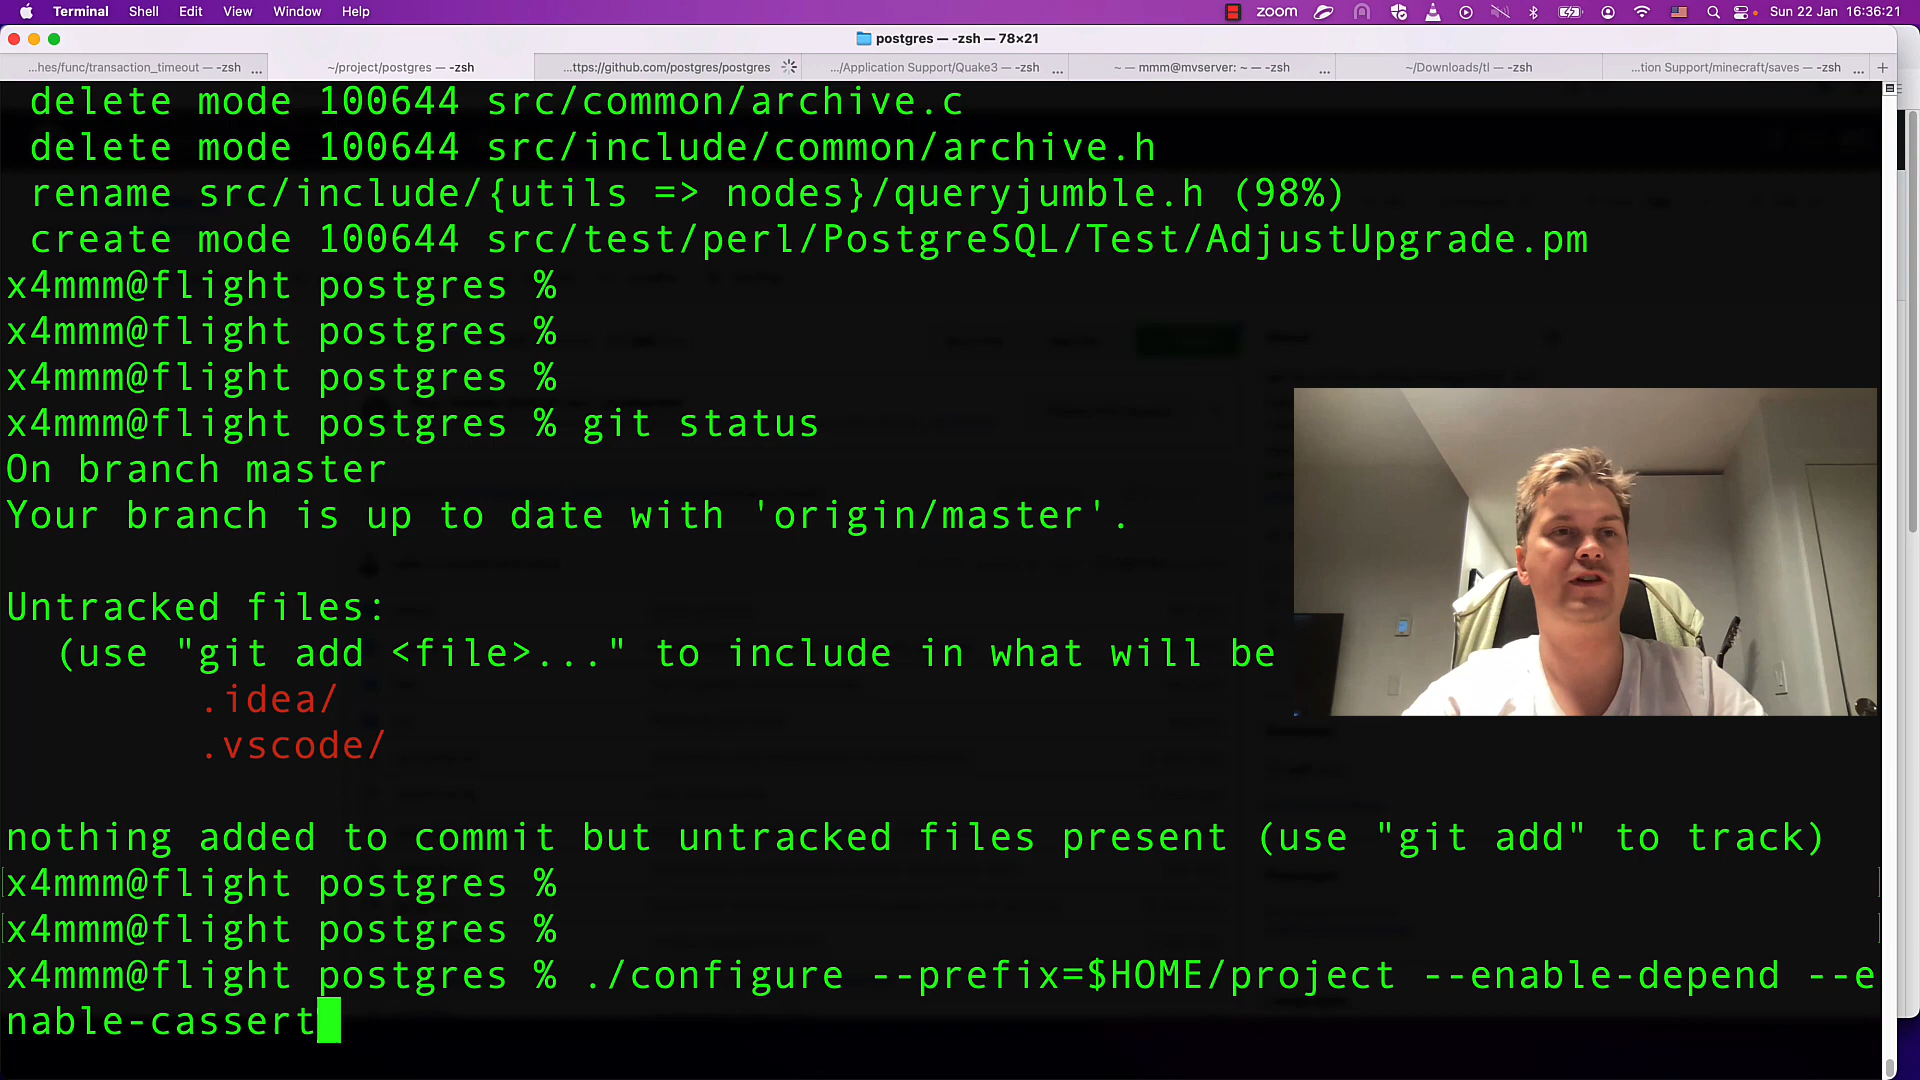 Terminal Shell Edit View Window Help zoom Sun 22 Jan 16:36:21
postgres — -zsh — 78×21
...hes/func/transaction_timeout — -zsh ... ~/project/postgres — -zsh ...ttps://github.com/postgres/postgres .../Application Support/Quake3 — -zsh ... ~ — mmm@mvserver: ~ — -zsh ... ~/Downloads/tl — -zsh ...tion Support/minecraft/saves — -zsh ... +
delete mode 100644 src/common/archive.c
delete mode 100644 src/include/common/archive.h
rename src/include/{utils => nodes}/queryjumble.h (98%)
create mode 100644 src/test/perl/PostgreSQL/Test/AdjustUpgrade.pm
x4mmm@flight postgres %
x4mmm@flight postgres %
x4mmm@flight postgres %
x4mmm@flight postgres % git status
On branch master
Your branch is up to date with 'origin/master'.
Untracked files:
(use "git add <file>..." to include in what will be
.idea/
.vscode/
nothing added to commit but untracked files present (use "git add" to track)
x4mmm@flight postgres %
x4mmm@flight postgres %
x4mmm@flight postgres % ./configure --prefix=$HOME/project --enable-depend --e
nable-cassert